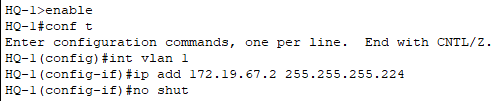 HQ-1>enable
HQ-1#conf t
Enter configuration commands, one per line.  End with CNTL/Z.
HQ-1(config)#int vlan 1
HQ-1(config-if)#ip add 172.19.67.2 255.255.255.224
HQ-1(config-if)#no shut